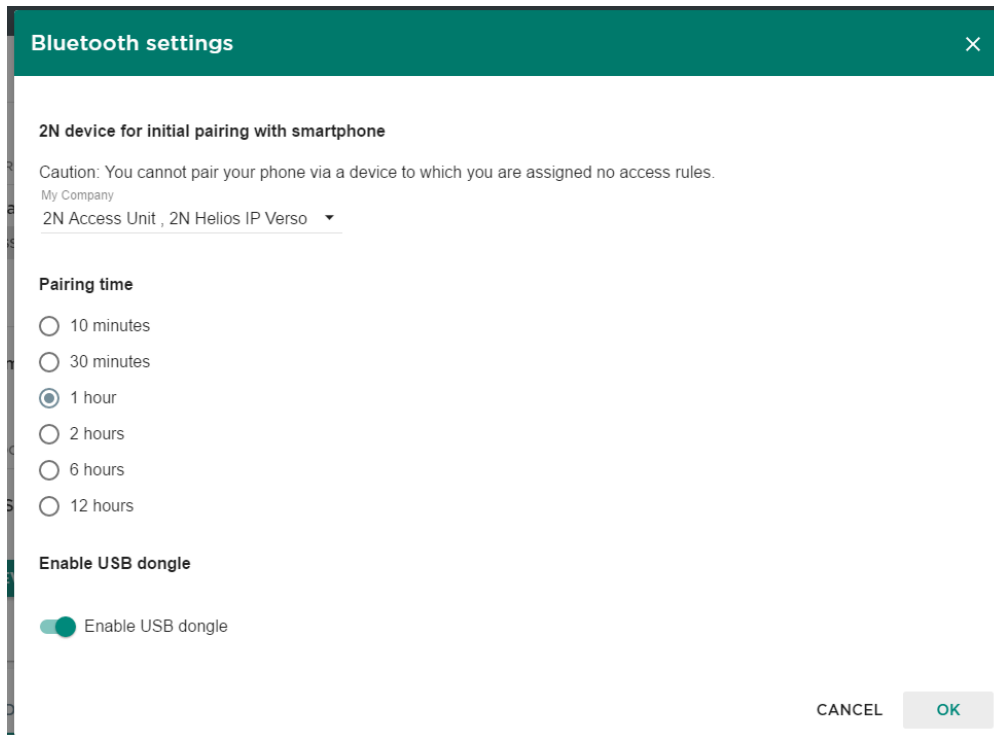 Bluetooth settings
2N device for initial pairing with smartphone
Caution: You cannot pair your phone via a device to which you are assigned no access rules.
My Company
2N Access Unit , 2N Helios IP Verso
Pairing time
10 minutes
30 minutes
1 hour
2 hours
6 hours
12 hours
Enable USB dongle
Enable USB dongle
CANCEL OK